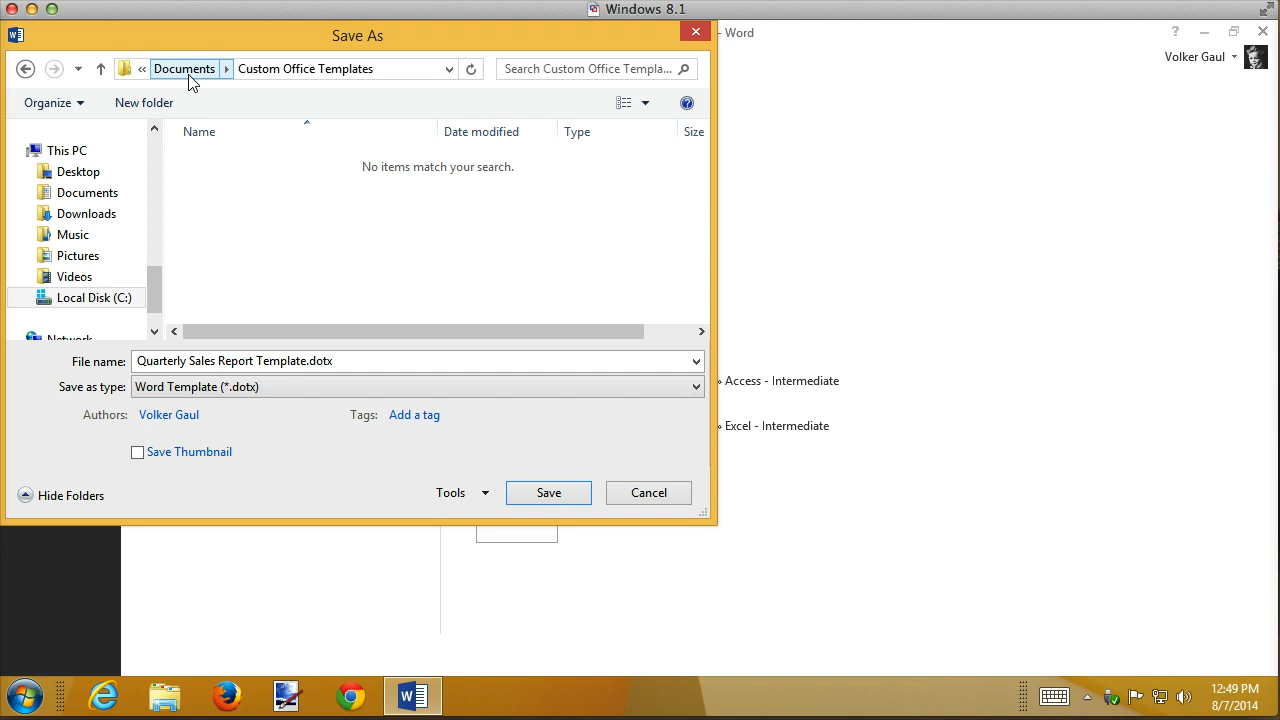 Windows 8.1
Save As
- Word
Volker Gaul
« Documents Custom Office Templates
Search Custom Office Templa...
Organize
New folder
Name
Date modified
Type
Size
No items match your search.
This PC
Desktop
Documents
Downloads
Music
Pictures
Videos
Local Disk (C:)
File name: Quarterly Sales Report Template.dotx
Save as type: Word Template (*.dotx)
Authors: Volker Gaul
Tags: Add a tag
Save Thumbnail
Hide Folders
Tools
Save
Cancel
» Access - Intermediate
» Excel - Intermediate
12:49 PM
8/7/2014